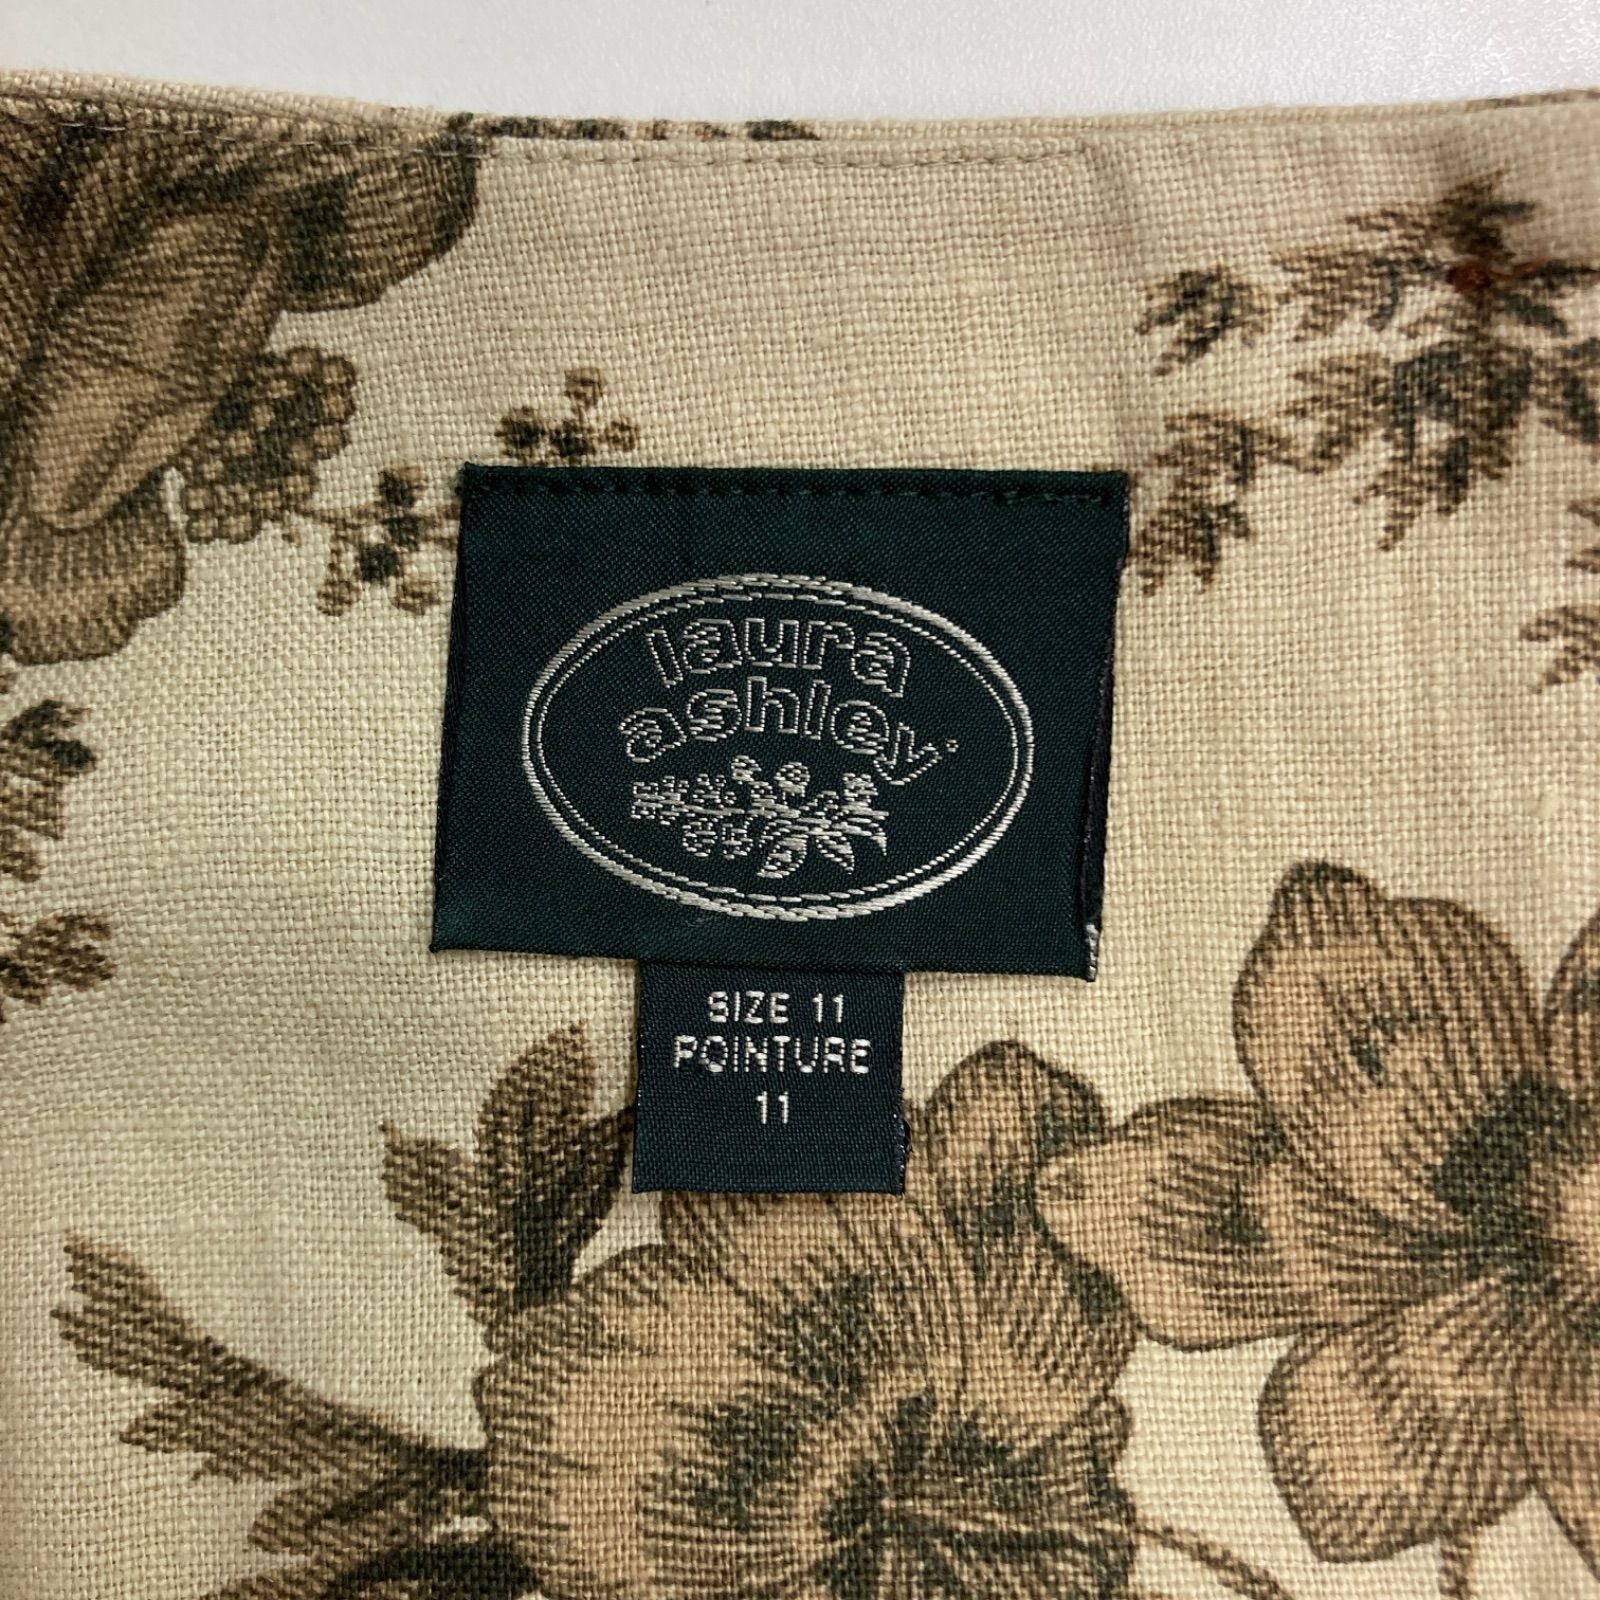 laura
ashley
SIZE 11
POINTURE
11